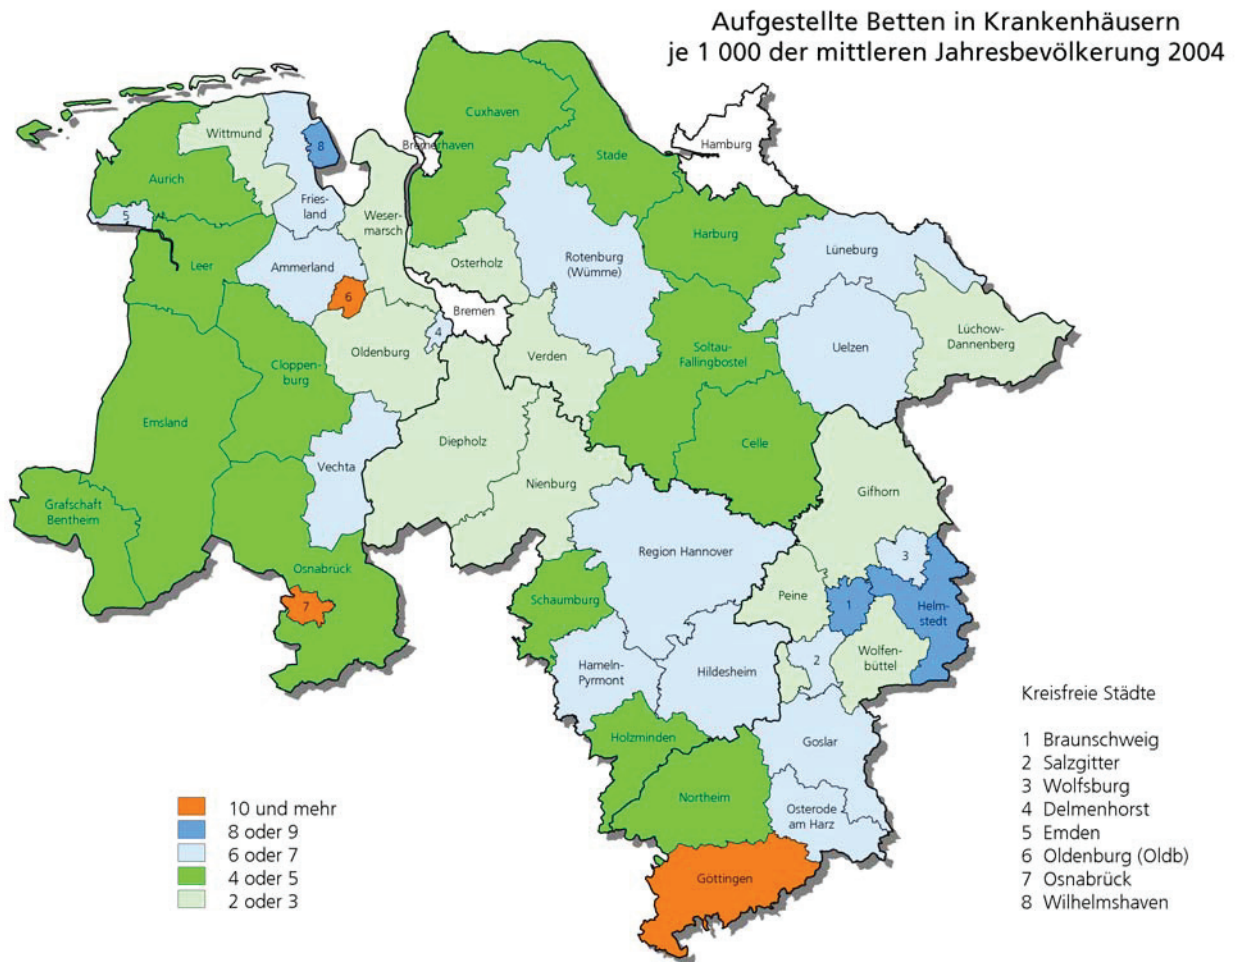 Aufgestellte Betten in Krankenhäusern
je 1 000 der mittleren Jahresbevölkerung 2004
Cuxhaven
Wittmund
8
Bremerhaven
Hamburg
Stade
Aurich
Fries-
land
5
Weser-
marsch
Harburg
Lüneburg
Rotenburg
(Wümme)
Osterholz
Leer
Ammerland
6
Bremen
4
Lüchow-
Dannenberg
Uelzen
Oldenburg
Verden
Soltau-
Fallingbostel
Cloppen-
burg
Emsland
Diepholz
Celle
Vechta
Nienburg
Gifhorn
Grafschaft
Bentheim
Region Hannover
3
Osnabrück
Peine
Schaumburg
7
1
Helm-
stedt
Wolfen-
büttel
2
Hameln-
Pyrmont
Hildesheim
Holzminden
Goslar
Northeim
Osterode
am Harz
Göttingen
10 und mehr
8 oder 9
6 oder 7
4 oder 5
2 oder 3
Kreisfreie Städte
1 Braunschweig
2 Salzgitter
3 Wolfsburg
4 Delmenhorst
5 Emden
6 Oldenburg (Oldb)
7 Osnabrück
8 Wilhelmshaven